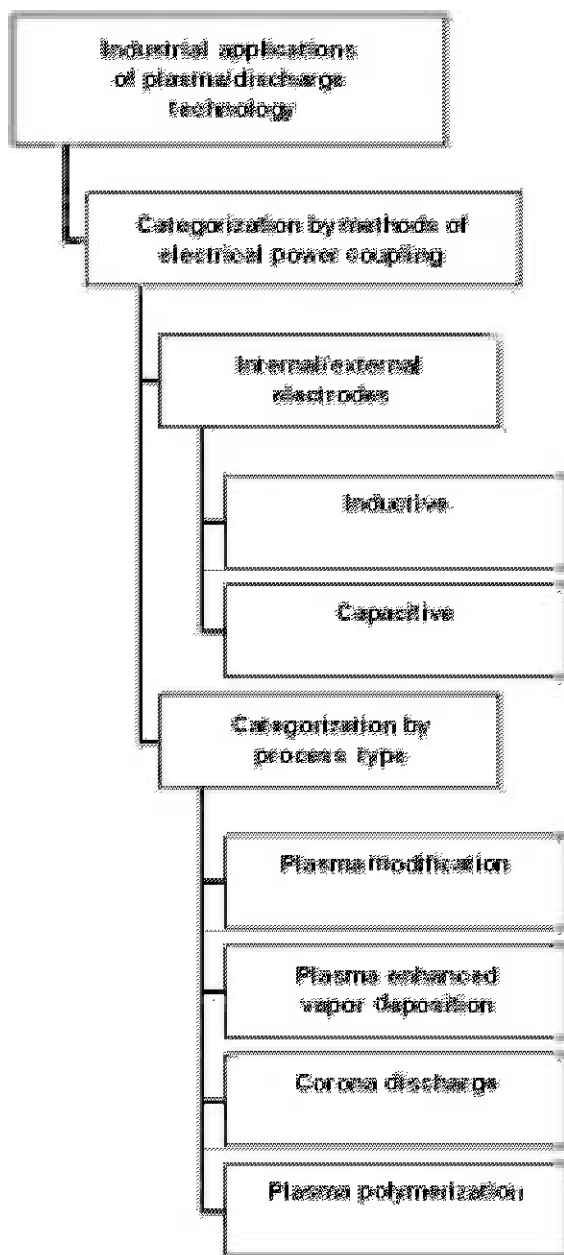 Industrial applications
of plasma/discharge
technology
Categorization by methods of
electrical power coupling
Internal/external
electrodes
Inductive
Capacitive
Categorization by
process type
Plasma modification
Plasma enhanced
vapor deposition
Corona discharge
Plasma polymerization